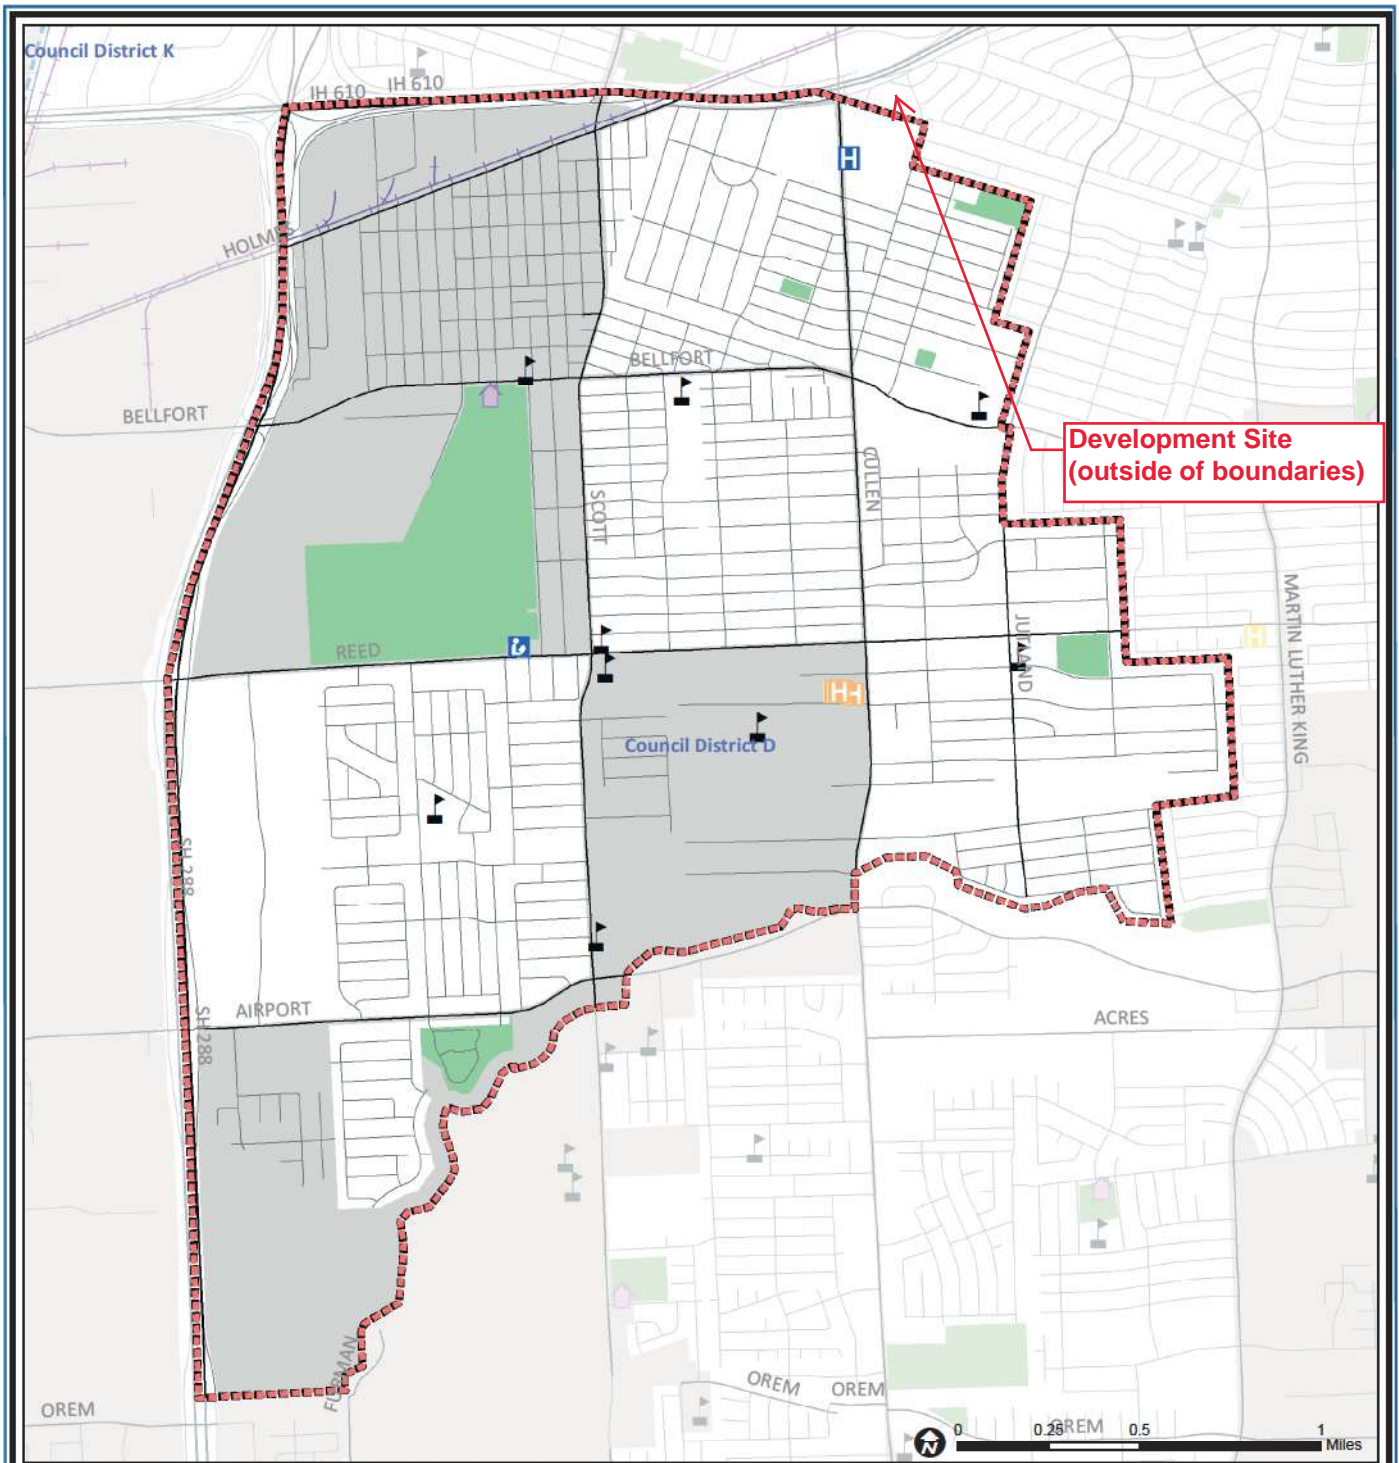 Council District K
IH 610
IH 610
H
HOLMES
BELLFORT
BELLFORT
Development Site
(outside of boundaries)
CULLEN
SCOTT
MARTIN LUTHER KING
JUTLAND
H
REED
HH
Council District D
SH 288
AIRPORT
SH 288
ACRES
FURMAN
OREM
OREM
OREM
OREM
N
0 0.25 0.5 1
Miles